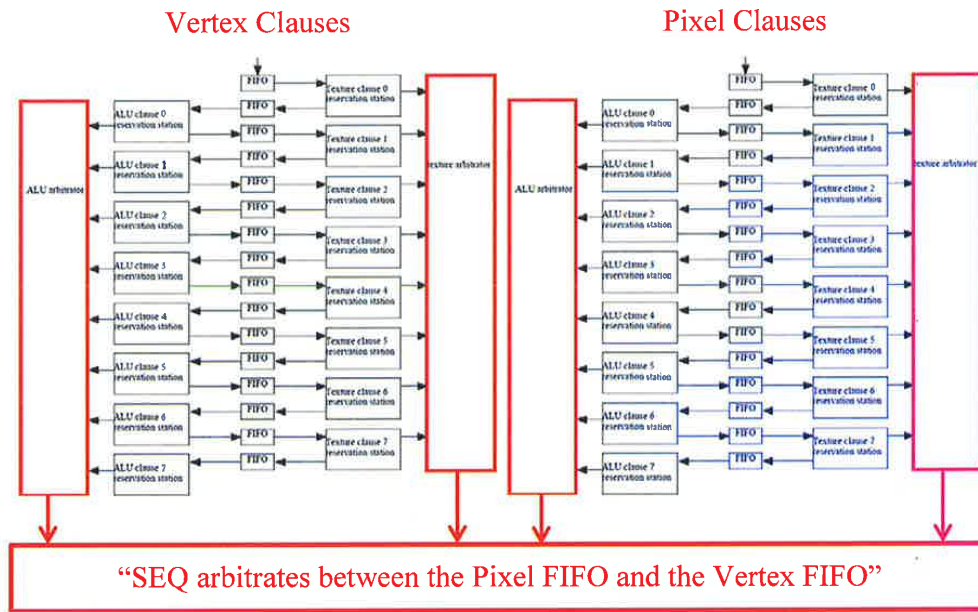 Vertex Clauses
FIFO
Texture clause 0
reservation station
FIFO
ALU clause 0
reservation station
FIFO
Texture clause 1
reservation station
FIFO
ALU clause 1
reservation station
FIFO
Texture clause 2
reservation station
FIFO
ALU clause 2
reservation station
FIFO
Texture clause 3
reservation station
FIFO
ALU clause 3
reservation station
FIFO
Texture clause 4
reservation station
FIFO
ALU clause 4
reservation station
FIFO
Texture clause 5
reservation station
FIFO
ALU clause 5
reservation station
FIFO
Texture clause 6
reservation station
FIFO
ALU clause 6
reservation station
FIFO
Texture clause 7
reservation station
FIFO
ALU clause 7
reservation station
ALU arbitrator
texture arbitrator
Pixel Clauses
FIFO
Texture clause 0
reservation station
FIFO
ALU clause 0
reservation station
FIFO
Texture clause 1
reservation station
FIFO
ALU clause 1
reservation station
FIFO
Texture clause 2
reservation station
FIFO
ALU clause 2
reservation station
FIFO
Texture clause 3
reservation station
FIFO
ALU clause 3
reservation station
FIFO
Texture clause 4
reservation station
FIFO
ALU clause 4
reservation station
FIFO
Texture clause 5
reservation station
FIFO
ALU clause 5
reservation station
FIFO
Texture clause 6
reservation station
FIFO
ALU clause 6
reservation station
FIFO
Texture clause 7
reservation station
FIFO
ALU clause 7
reservation station
ALU arbitrator
texture arbitrator
“SEQ arbitrates between the Pixel FIFO and the Vertex FIFO”